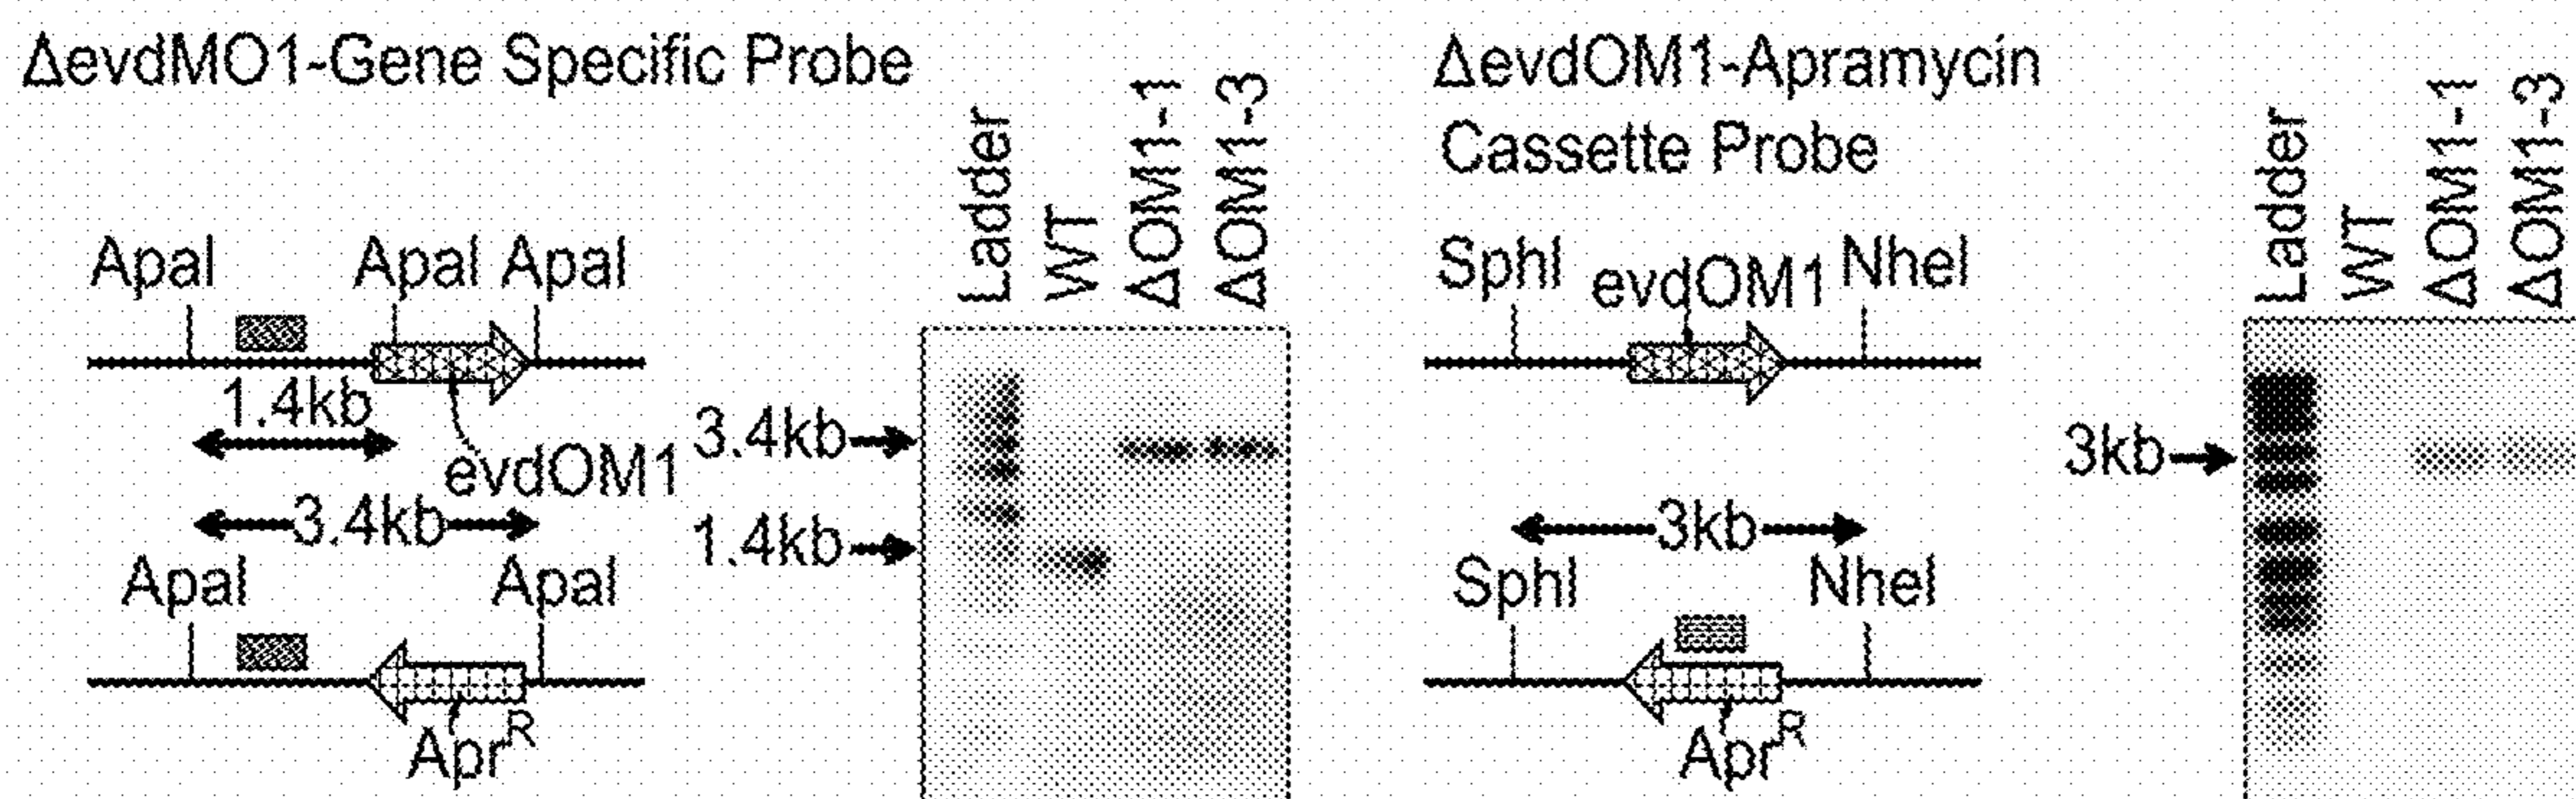 ΔevdMO1-Gene Specific Probe
ApaI ApaI ApaI
1.4kb
evdOM1
3.4kb
ApaI ApaI
Apr^R
Ladder
WT
ΔOM1-1
ΔOM1-3
3.4kb
1.4kb
ΔevdOM1-Apramycin
Cassette Probe
SphI evdOM1 NheI
3kb
SphI NheI
Apr^R
Ladder
WT
ΔOM1-1
ΔOM1-3
3kb